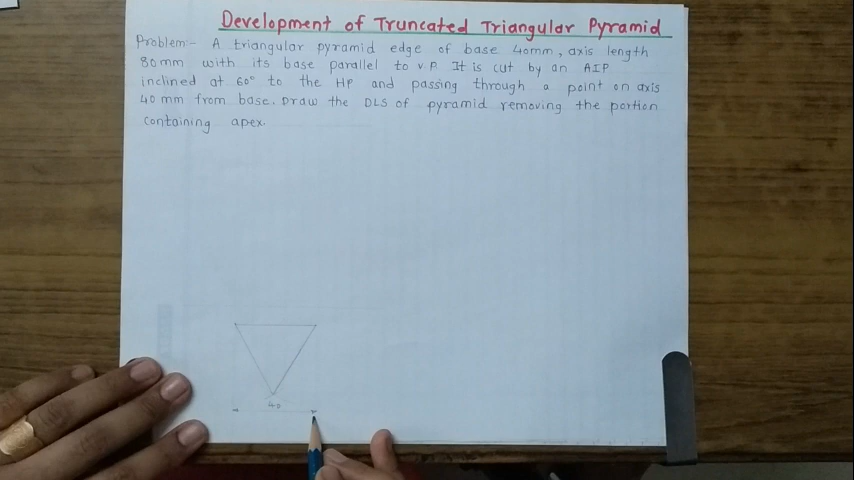 Development of Truncated Triangular Pyramid
Problem:- A triangular pyramid edge of base 40mm, axis length
80mm with its base parallel to V.P. It is cut by an AIP
inclined at 60° to the HP and passing through a point on axis
40 mm from base. Draw the DLS of pyramid removing the portion
containing apex.
40